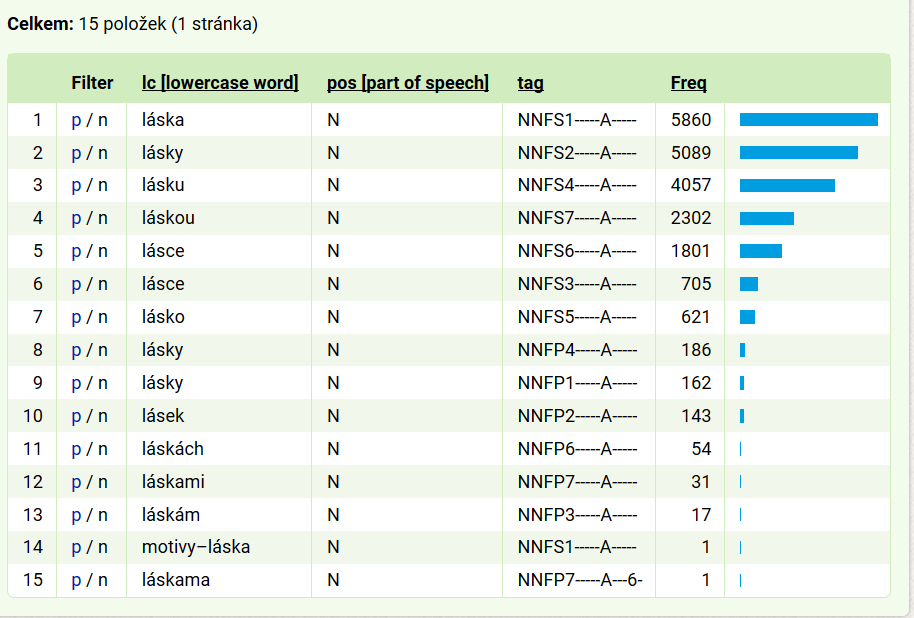 Celkem: 15 položek (1 stránka)
Filter lc [lowercase word] pos [part of speech] tag Freq
1 p / n láska N NNFS1-----A----- 5860
2 p / n lásky N NNFS2-----A----- 5089
3 p / n lásku N NNFS4-----A----- 4057
4 p / n láskou N NNFS7-----A----- 2302
5 p / n lásce N NNFS6-----A----- 1801
6 p / n lásce N NNFS3-----A----- 705
7 p / n lásko N NNFS5-----A----- 621
8 p / n lásky N NNFP4-----A----- 186
9 p / n lásky N NNFP1-----A----- 162
10 p / n lásek N NNFP2-----A----- 143
11 p / n láskách N NNFP6-----A----- 54
12 p / n láskami N NNFP7-----A----- 31
13 p / n láskám N NNFP3-----A----- 17
14 p / n motivy–láska N NNFS1-----A----- 1
15 p / n láskama N NNFP7-----A---6- 1